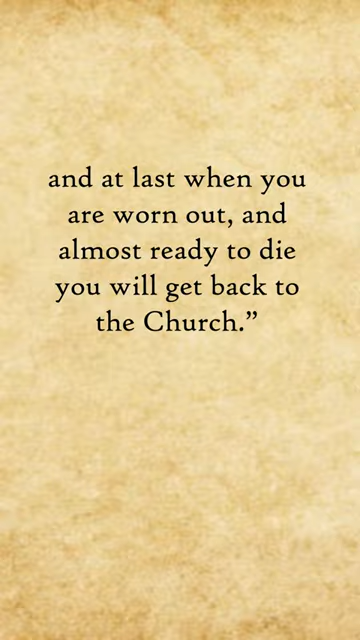 and at last when you
are worn out, and
almost ready to die
you will get back to
the Church.”